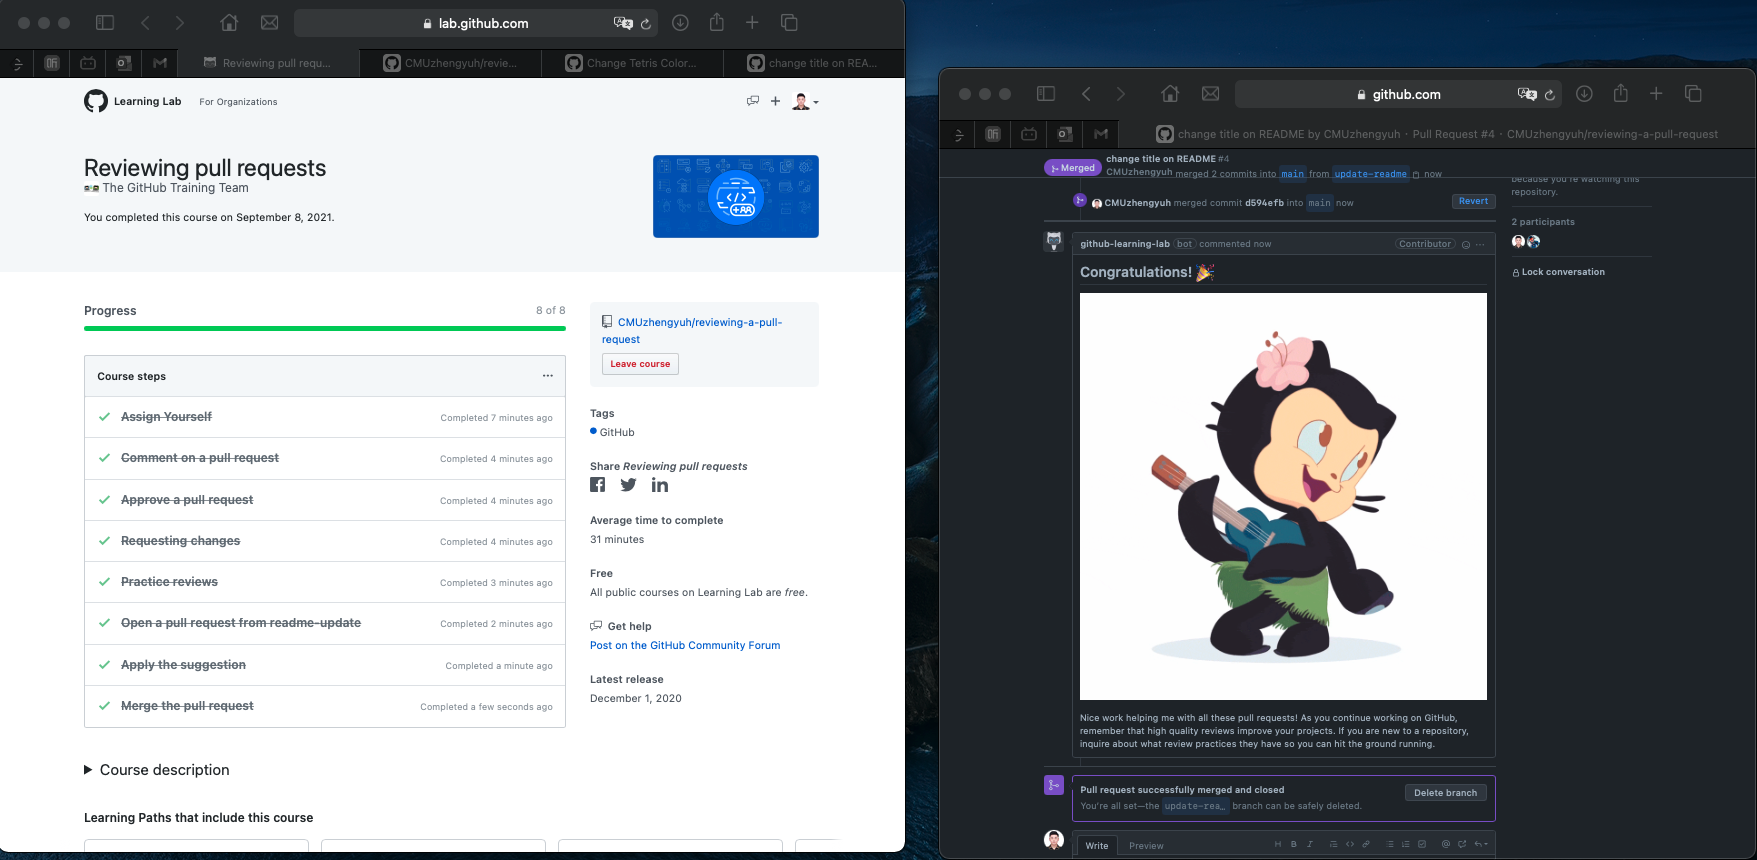 lab.github.com
Reviewing pull requ...
CMUzhengyuh/revie...
Change Tetris Color...
change title on REA...
Learning Lab
For Organizations
Reviewing pull requests
The GitHub Training Team
You completed this course on September 8, 2021.
Progress
8 of 8
Course steps
Assign Yourself
Completed 7 minutes ago
Comment on a pull request
Completed 4 minutes ago
Approve a pull request
Completed 4 minutes ago
Requesting changes
Completed 4 minutes ago
Practice reviews
Completed 3 minutes ago
Open a pull request from readme-update
Completed 2 minutes ago
Apply the suggestion
Completed a minute ago
Merge the pull request
Completed a few seconds ago
Course description
Learning Paths that include this course
CMUzhengyuh/reviewing-a-pull-
request
Leave course
Tags
GitHub
Share Reviewing pull requests
Average time to complete
31 minutes
Free
All public courses on Learning Lab are free.
Get help
Post on the GitHub Community Forum
Latest release
December 1, 2020
github.com
change title on README by CMUzhengyuh · Pull Request #4 · CMUzhengyuh/reviewing-a-pull-request
Merged
change title on README #4
CMUzhengyuh merged 2 commits into main from update-readme now
CMUzhengyuh merged commit d594efb into main now
Revert
github-learning-lab bot commented now
Contributor
Congratulations!
Nice work helping me with all these pull requests! As you continue working on GitHub,
remember that high quality reviews improve your projects. If you are new to a repository,
inquire about what review practices they have so you can hit the ground running.
Pull request successfully merged and closed
You're all set—the update-rea… branch can be safely deleted.
Delete branch
Write
Preview
because you're watching this
repository.
2 participants
Lock conversation